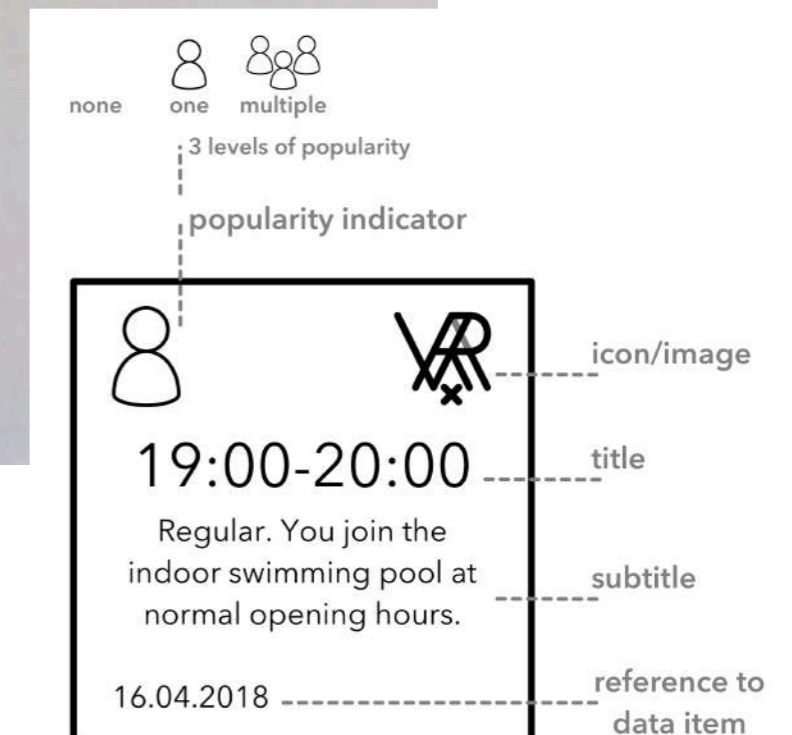 none one multiple
3 levels of popularity
popularity indicator
VR
icon/image
19:00-20:00
title
Regular. You join the
indoor swimming pool at
normal opening hours.
subtitle
16.04.2018
reference to
data item